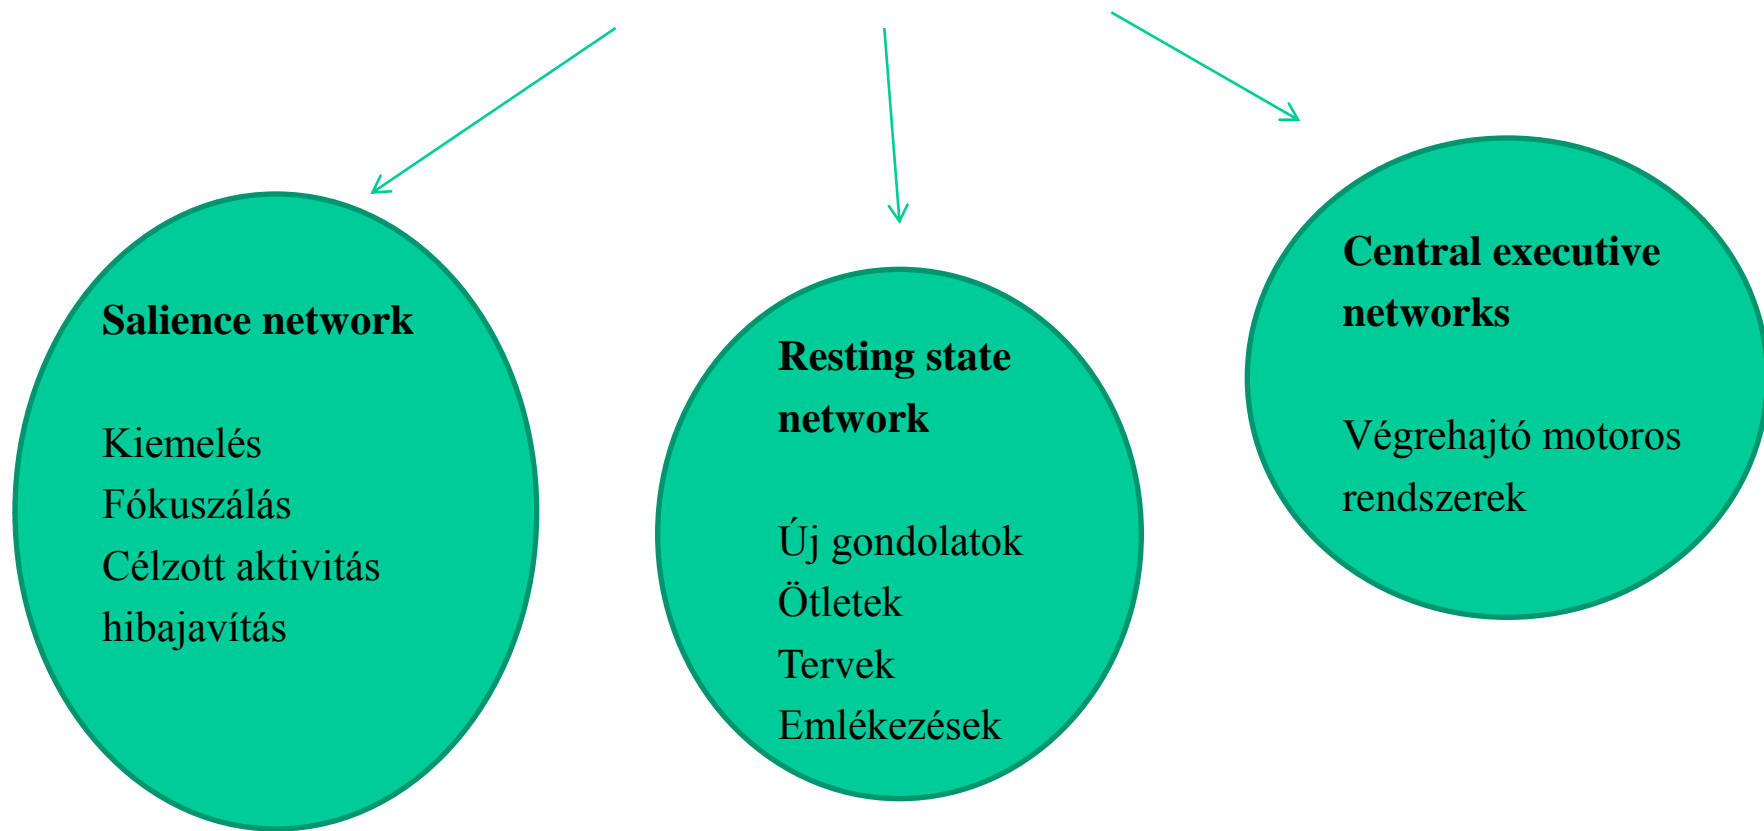 Salience network
Kiemelés
Fókuszálás
Célzott aktivitás
hibajavítás
Resting state
network
Új gondolatok
Ötletek
Tervek
Emlékezések
Central executive
networks
Végrehajtó motoros
rendszerek